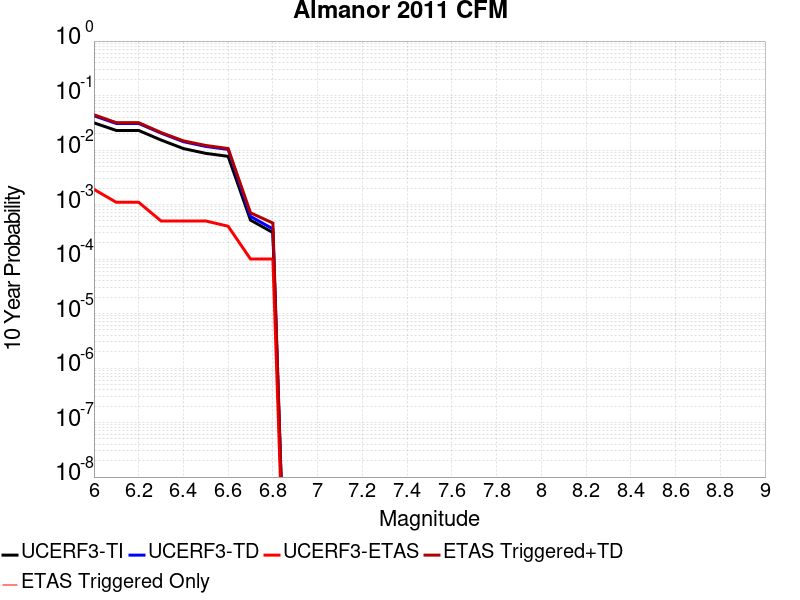 Almanor 2011 CFM
10 Year Probability
10^0
10^-1
10^-2
10^-3
10^-4
10^-5
10^-6
10^-7
10^-8
6 6.2 6.4 6.6 6.8 7 7.2 7.4 7.6 7.8 8 8.2 8.4 8.6 8.8 9
Magnitude
UCERF3-TI UCERF3-TD UCERF3-ETAS ETAS Triggered+TD
ETAS Triggered Only